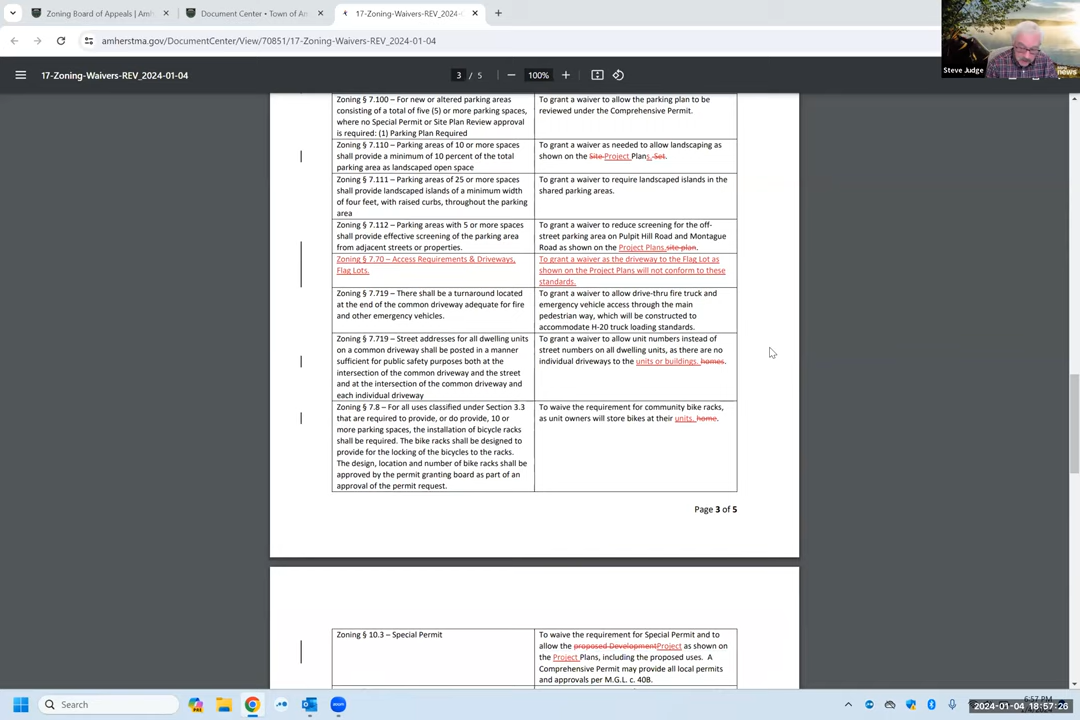 Zoning Board of Appeals | Amh
Document Center • Town of Am
17-Zoning-Waivers-REV_2024-01-
amherstma.gov/DocumentCenter/View/70851/17-Zoning-Waivers-REV_2024-01-04
17-Zoning-Waivers-REV_2024-01-04
3 / 5
100%
Steve Judge
news
Zoning § 7.100 – For new or altered parking areas
consisting of a total of five (5) or more parking spaces,
where no Special Permit or Site Plan Review approval
is required: (1) Parking Plan Required
To grant a waiver to allow the parking plan to be
reviewed under the Comprehensive Permit.
Zoning § 7.110 – Parking areas of 10 or more spaces
shall provide a minimum of 10 percent of the total
parking area as landscaped open space
To grant a waiver as needed to allow landscaping as
shown on the Site Project Plans. Set.
Zoning § 7.111 – Parking areas of 25 or more spaces
shall provide landscaped islands of a minimum width
of four feet, with raised curbs, throughout the parking
area
To grant a waiver to require landscaped islands in the
shared parking areas.
Zoning § 7.112 – Parking areas with 5 or more spaces
shall provide effective screening of the parking area
from adjacent streets or properties.
To grant a waiver to reduce screening for the off-
street parking area on Pulpit Hill Road and Montague
Road as shown on the Project Plans site plan.
Zoning § 7.70 – Access Requirements & Driveways,
Flag Lots.
To grant a waiver as the driveway to the Flag Lot as
shown on the Project Plans will not conform to these
standards.
Zoning § 7.719 – There shall be a turnaround located
at the end of the common driveway adequate for fire
and other emergency vehicles.
To grant a waiver to allow drive-thru fire truck and
emergency vehicle access through the main
pedestrian way, which will be constructed to
accommodate H-20 truck loading standards.
Zoning § 7.719 – Street addresses for all dwelling units
on a common driveway shall be posted in a manner
sufficient for public safety purposes both at the
intersection of the common driveway and the street
and at the intersection of the common driveway and
each individual driveway
To grant a waiver to allow unit numbers instead of
street numbers on all dwelling units, as there are no
individual driveways to the units or buildings. homes.
Zoning § 7.8 – For all uses classified under Section 3.3
that are required to provide, or do provide, 10 or
more parking spaces, the installation of bicycle racks
shall be required. The bike racks shall be designed to
provide for the locking of the bicycles to the racks.
The design, location and number of bike racks shall be
approved by the permit granting board as part of an
approval of the permit request.
To waive the requirement for community bike racks,
as unit owners will store bikes at their units. home.
Page 3 of 5
Zoning § 10.3 – Special Permit
To waive the requirement for Special Permit and to
allow the proposed DevelopmentProject as shown on
the Project Plans, including the proposed uses. A
Comprehensive Permit may provide all local permits
and approvals per M.G.L. c. 40B.
Search
6:57 PM
2024-01-04 18:57:26